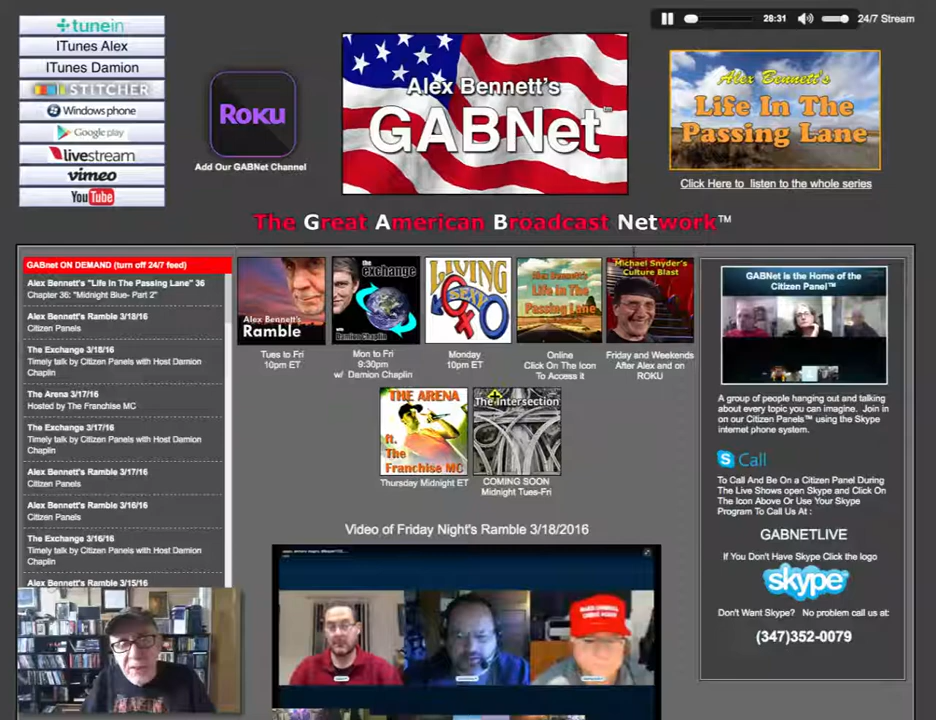 28:31
24/7 Stream
tunein
ITunes Alex
ITunes Damion
STITCHER
Windows phone
Google play
livestream
vimeo
YouTube
Roku
Add Our GABNet Channel
Alex Bennett's
GABNet™
Alex Bennett's
Life In The
Passing Lane
Click Here to listen to the whole series
The Great American Broadcast Network™
GABnet ON DEMAND (turn off 24/7 feed)
Alex Bennett's "Life In The Passing Lane" 36
Chapter 36: "Midnight Blue- Part 2"
Alex Bennett's Ramble 3/18/16
Citizen Panels
The Exchange 3/18/16
Timely talk by Citizen Panels with Host Damion
Chaplin
The Arena 3/17/16
Hosted by The Franchise MC
The Exchange 3/17/16
Timely talk by Citizen Panels with Host Damion
Chaplin
Alex Bennett's Ramble 3/17/16
Citizen Panels
Alex Bennett's Ramble 3/16/16
Citizen Panels
The Exchange 3/16/16
Timely talk by Citizen Panels with Host Damion
Chaplin
Alex Bennett's Ramble 3/15/16
Alex Bennett's
Ramble
Tues to Fri
10pm ET
the
exchange
with Damion Chaplin
Mon to Fri
9:30pm
w/ Damion Chaplin
LIVING
SEXY
Monday
10pm ET
Alex Bennett's
Life In The
Passing Lane
Online
Click On The Icon
To Access it
Michael Snyder's
Culture Blast
Friday and Weekends
After Alex and on
ROKU
THE ARENA
ft.
The
Franchise MC
Thursday Midnight ET
The Intersection
COMING SOON
Midnight Tues-Fri
Video of Friday Night's Ramble 3/18/2016
GABNet is the Home of the
Citizen Panel™
A group of people hanging out and talking
about every topic you can imagine. Join in
on our Citizen Panels™ using the Skype
internet phone system.
Call
To Call And Be On a Citizen Panel During
The Live Shows open Skype and Click On
The Icon Above Or Use Your Skype
Program To Call Us At :
GABNETLIVE
If You Don't Have Skype Click the logo
skype
Don't Want Skype? No problem call us at:
(347)352-0079